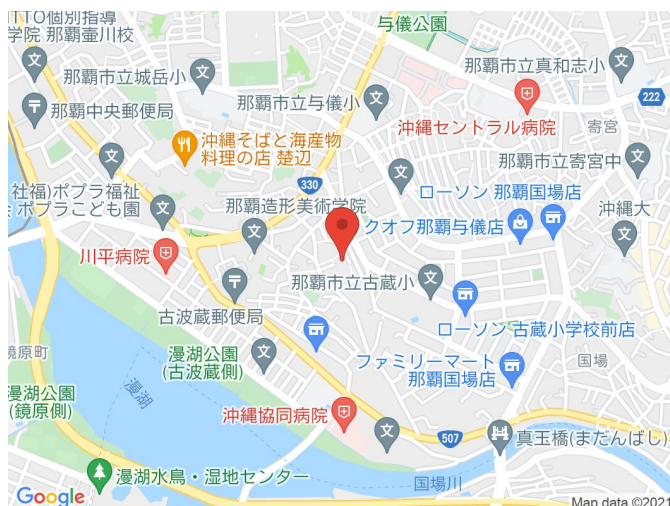 TTO個別指導
学院 那覇壷川校
与儀公園
那覇市立城岳小
那覇市立真和志小
那覇中央郵便局
那覇市立与儀小
222
沖縄セントラル病院
寄宮
沖縄そばと海産物
料理の店 楚辺
那覇市立寄宮中
330
社福)ポプラ福祉
ポプラこども園
ローソン 那覇国場店
沖縄大
那覇造形美術学院
クオフ那覇与儀店
川平病院
那覇市立古蔵小
古波蔵郵便局
ローソン 古蔵小学校前店
鏡原町
漫湖公園
(古波蔵側)
ファミリーマート
那覇国場店
国場
漫湖公園
(鏡原側)
漫湖
沖縄協同病院
507
真玉橋(またんばし)
漫湖水鳥・湿地センター
国場川
Google
Map data ©2021